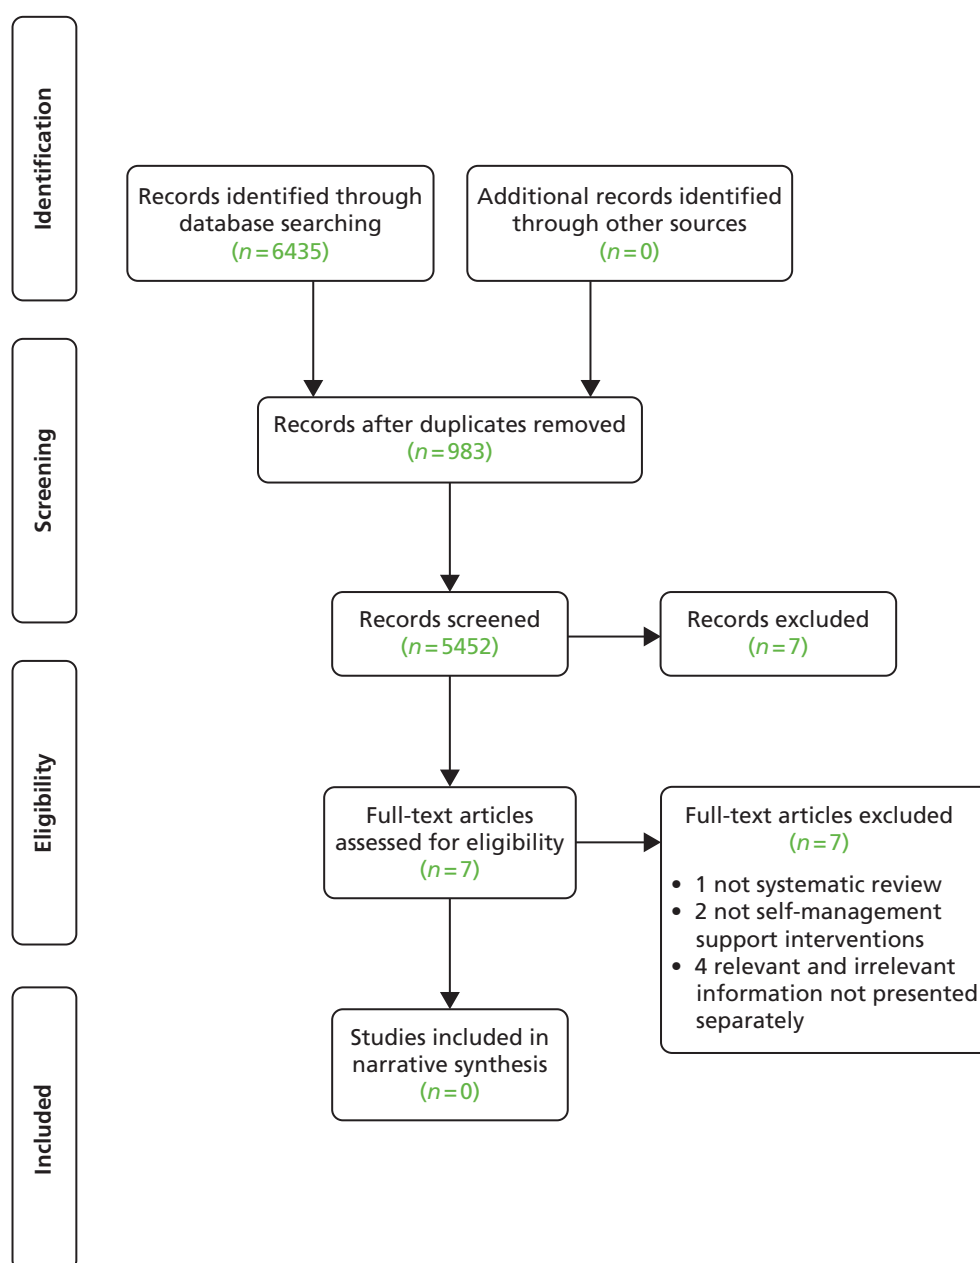 Identification
Records identified through
database searching
(n=6435)
Additional records identified
through other sources
(n=0)
Screening
Records after duplicates removed
(n=983)
Records screened
(n=5452)
Records excluded
(n=7)
Eligibility
Full-text articles
assessed for eligibility
(n=7)
Full-text articles excluded
(n=7)
• 1 not systematic review
• 2 not self-management
support interventions
• 4 relevant and irrelevant
information not presented
separately
Included
Studies included in
narrative synthesis
(n=0)